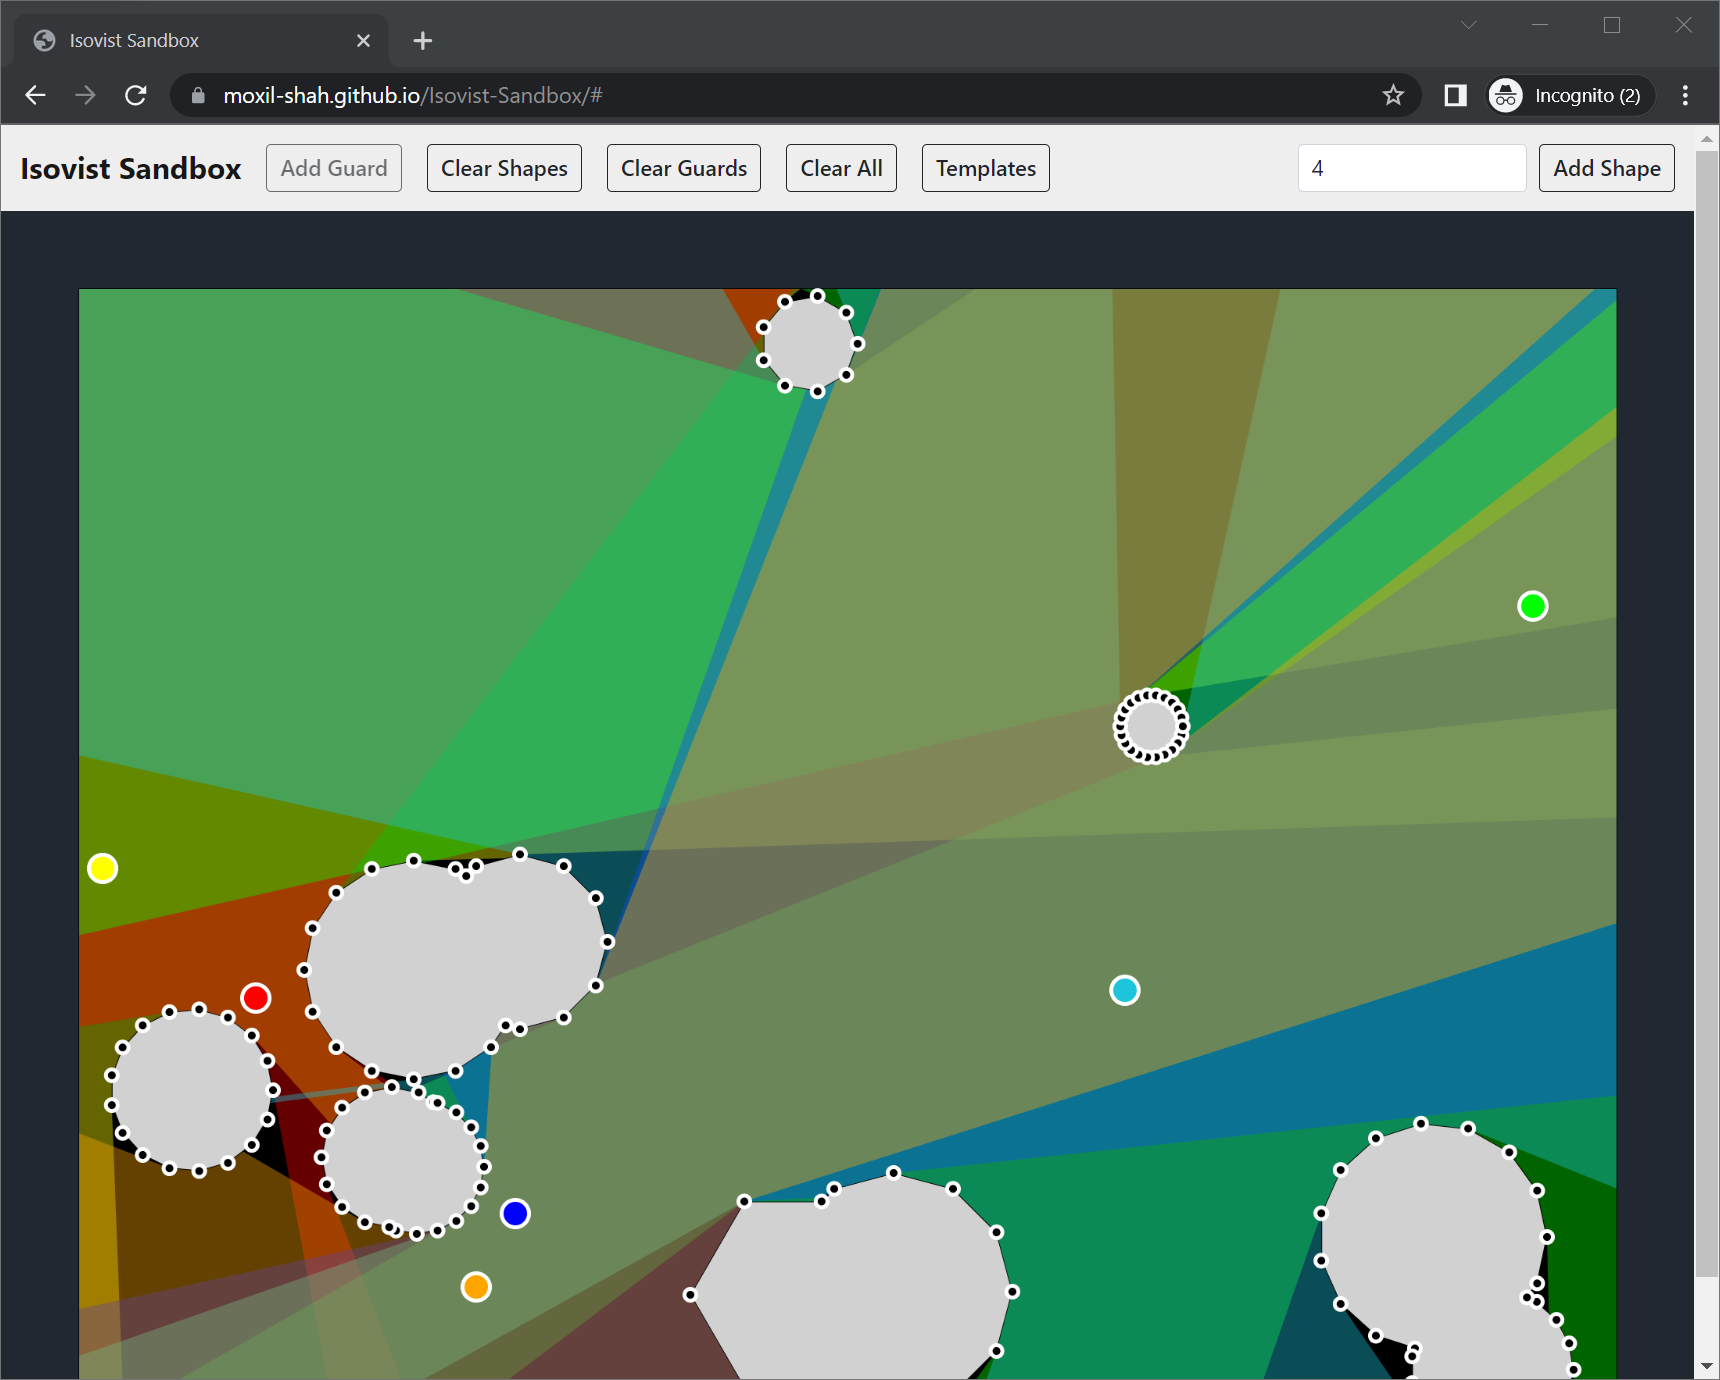 Isovist Sandbox
moxil-shah.github.io/Isovist-Sandbox/#
Incognito (2)
Isovist Sandbox Add Guard Clear Shapes Clear Guards Clear All Templates 4 Add Shape